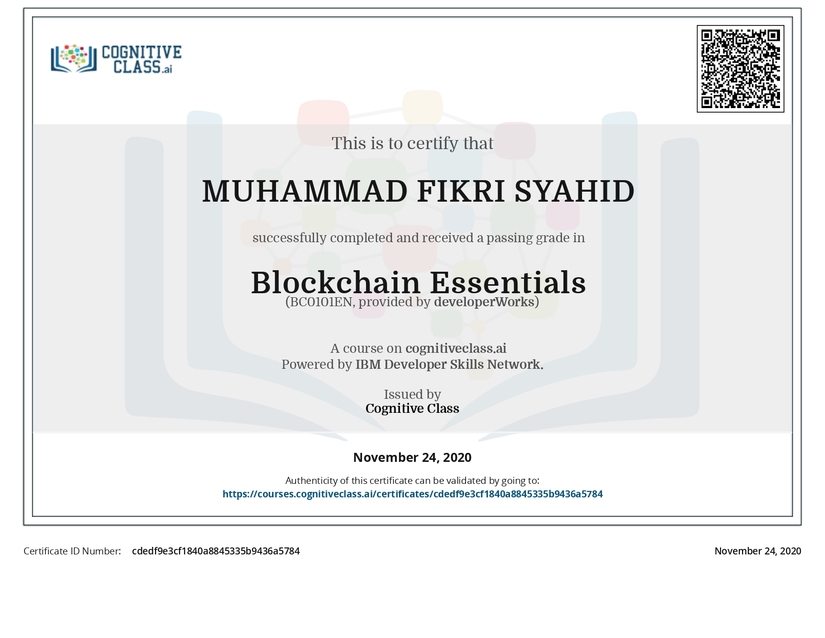 COGNITIVE
CLASS.ai
This is to certify that
MUHAMMAD FIKRI SYAHID
successfully completed and received a passing grade in
Blockchain Essentials
(BC0101EN, provided by developerWorks)
A course on cognitiveclass.ai
Powered by IBM Developer Skills Network.
Issued by
Cognitive Class
November 24, 2020
Authenticity of this certificate can be validated by going to:
https://courses.cognitiveclass.ai/certificates/cdedf9e3cf1840a8845335b9436a5784
Certificate ID Number: cdedf9e3cf1840a8845335b9436a5784
November 24, 2020